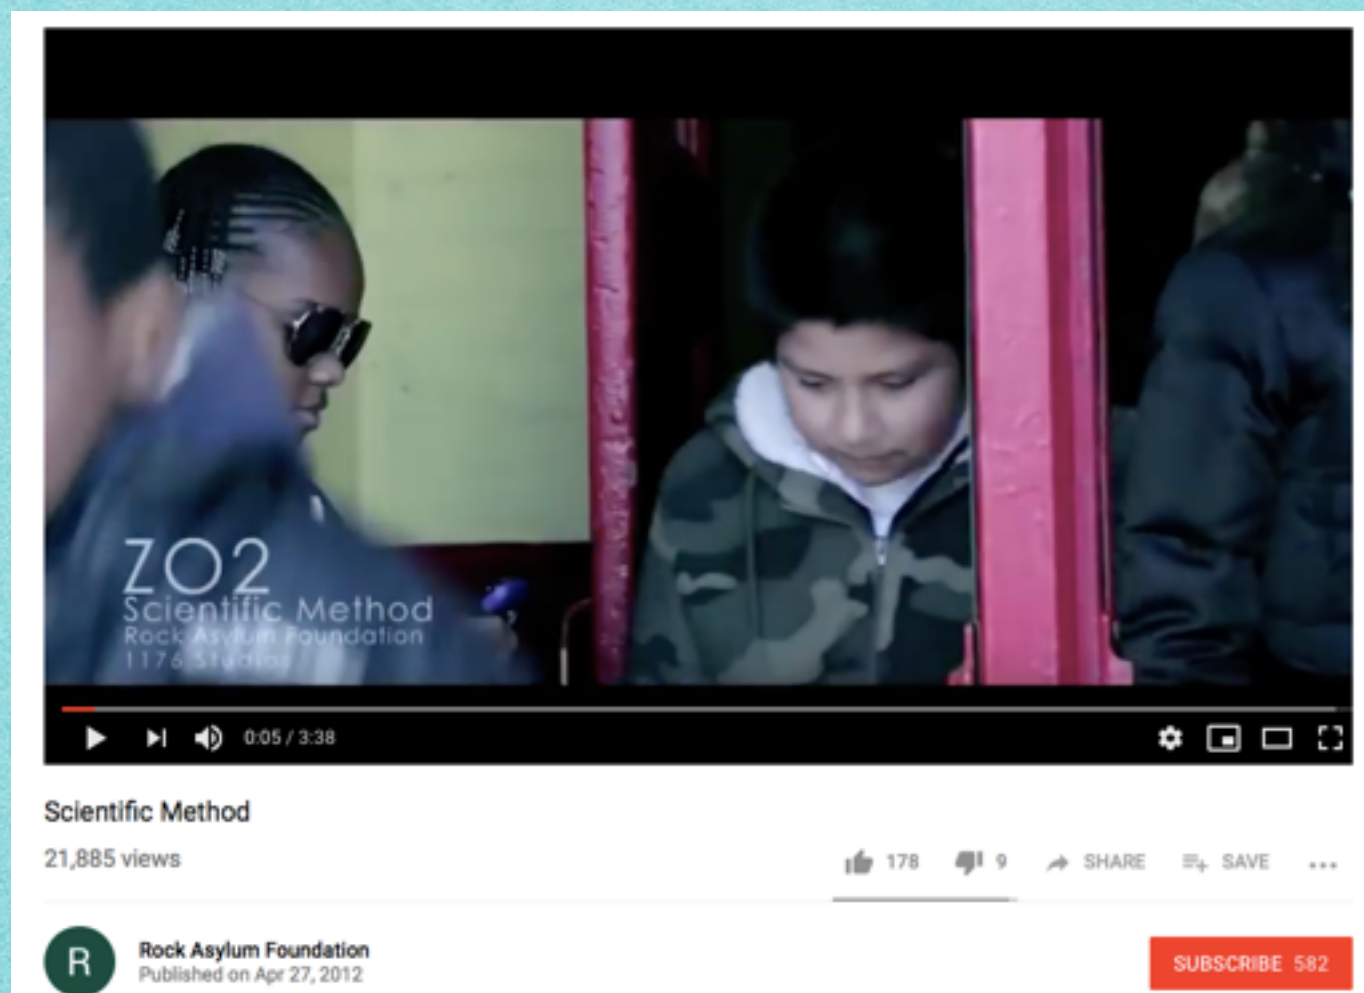 ZO2
Scientific Method
Rock Asylum Foundation
1176 Studios
0:05 / 3:38
Scientific Method
21,885 views
178 9 SHARE SAVE
R
Rock Asylum Foundation
Published on Apr 27, 2012
SUBSCRIBE 582